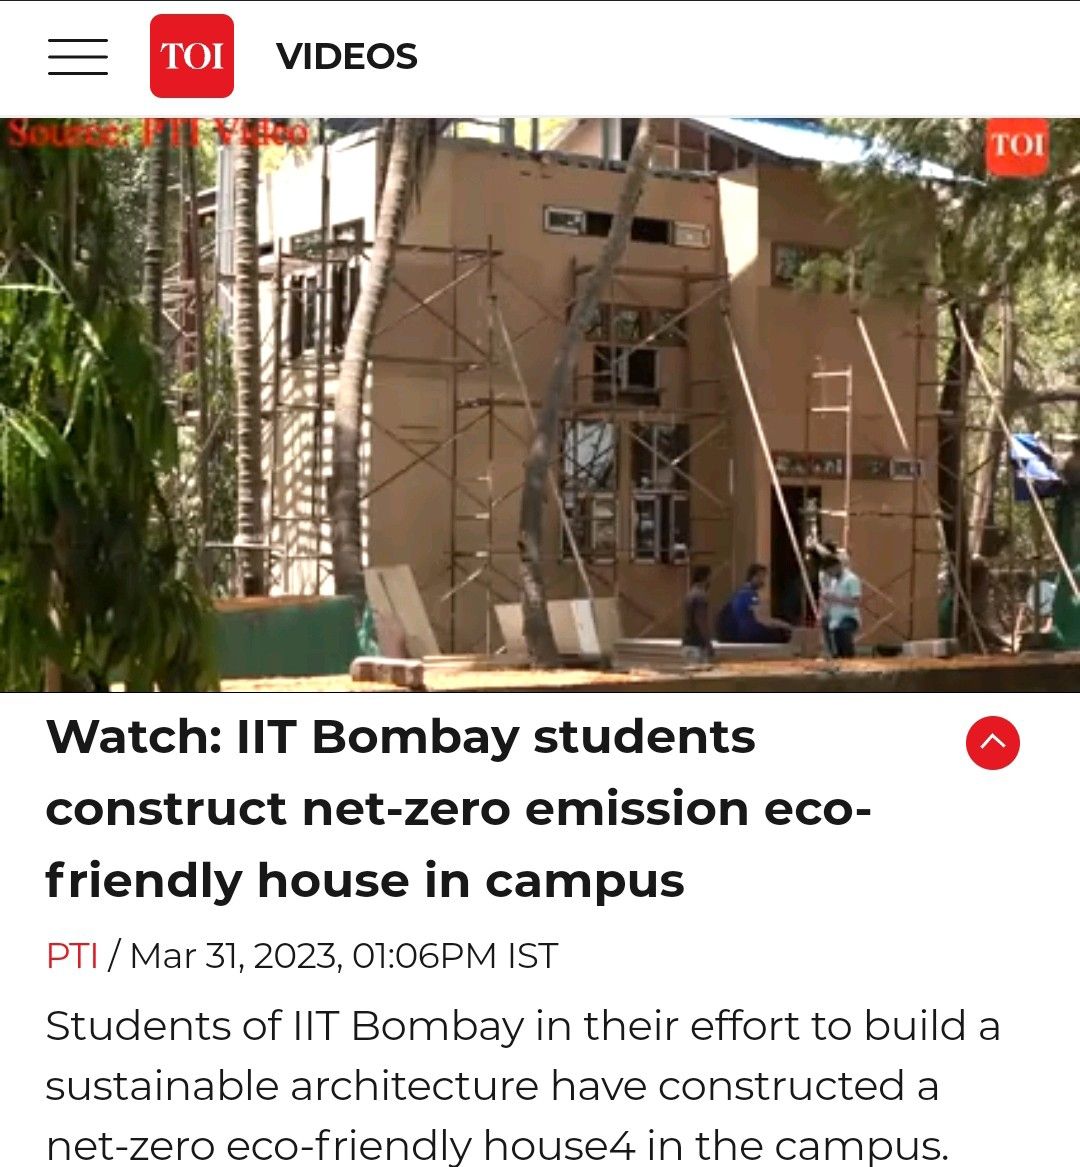 TOI VIDEOS
Source: PTI Video
TOI
Watch: IIT Bombay students
construct net-zero emission eco-
friendly house in campus
PTI / Mar 31, 2023, 01:06PM IST
Students of IIT Bombay in their effort to build a
sustainable architecture have constructed a
net-zero eco-friendly house4 in the campus.